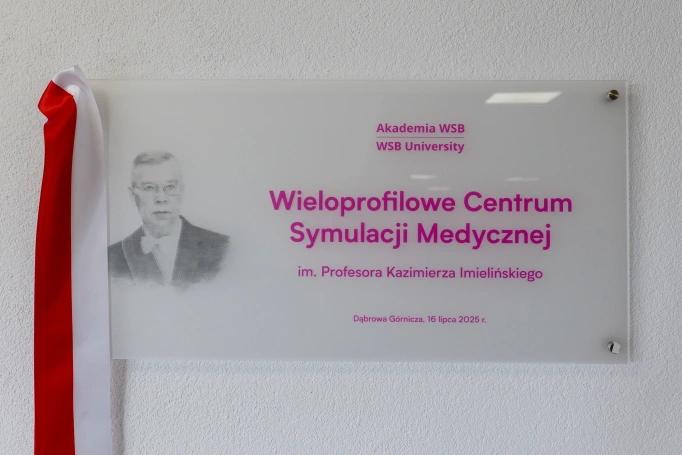 Akademia WSB
WSB University
Wieloprofilowe Centrum
Symulacji Medycznej
im. Profesora Kazimierza Imielińskiego
Dąbrowa Górnicza, 16 lipca 2025 r.